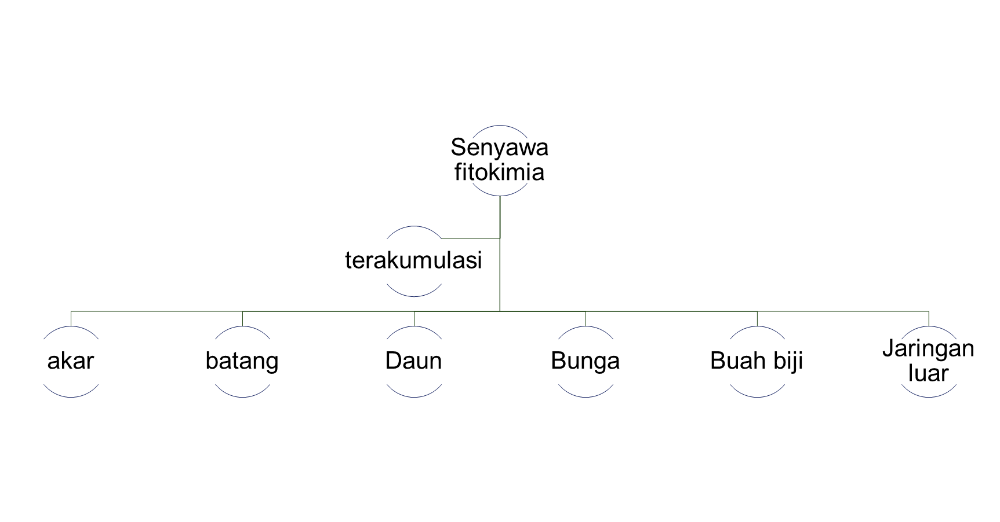 Senyawa
fitokimia
terakumulasi
akar
batang
Daun
Bunga
Buah biji
Jaringan
luar